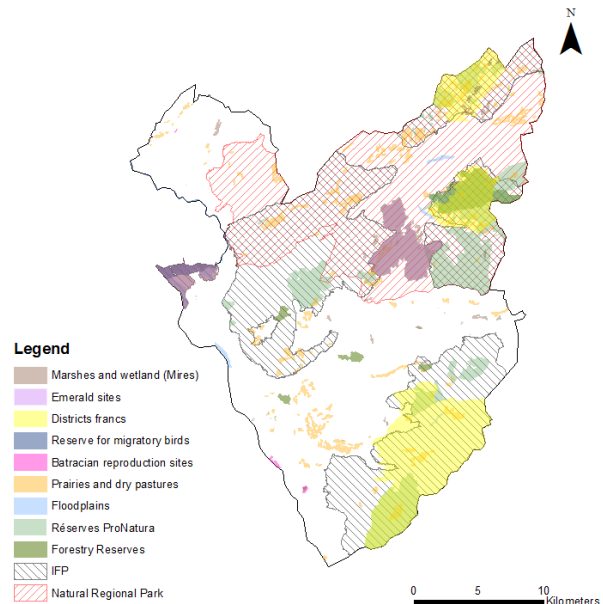 N
Legend
Marshes and wetland (Mires)
Emerald sites
Districts francs
Reserve for migratory birds
Batracian reproduction sites
Prairies and dry pastures
Floodplains
Réserves ProNatura
Forestry Reserves
IFP
Natural Regional Park
0 5 10
Kilometers